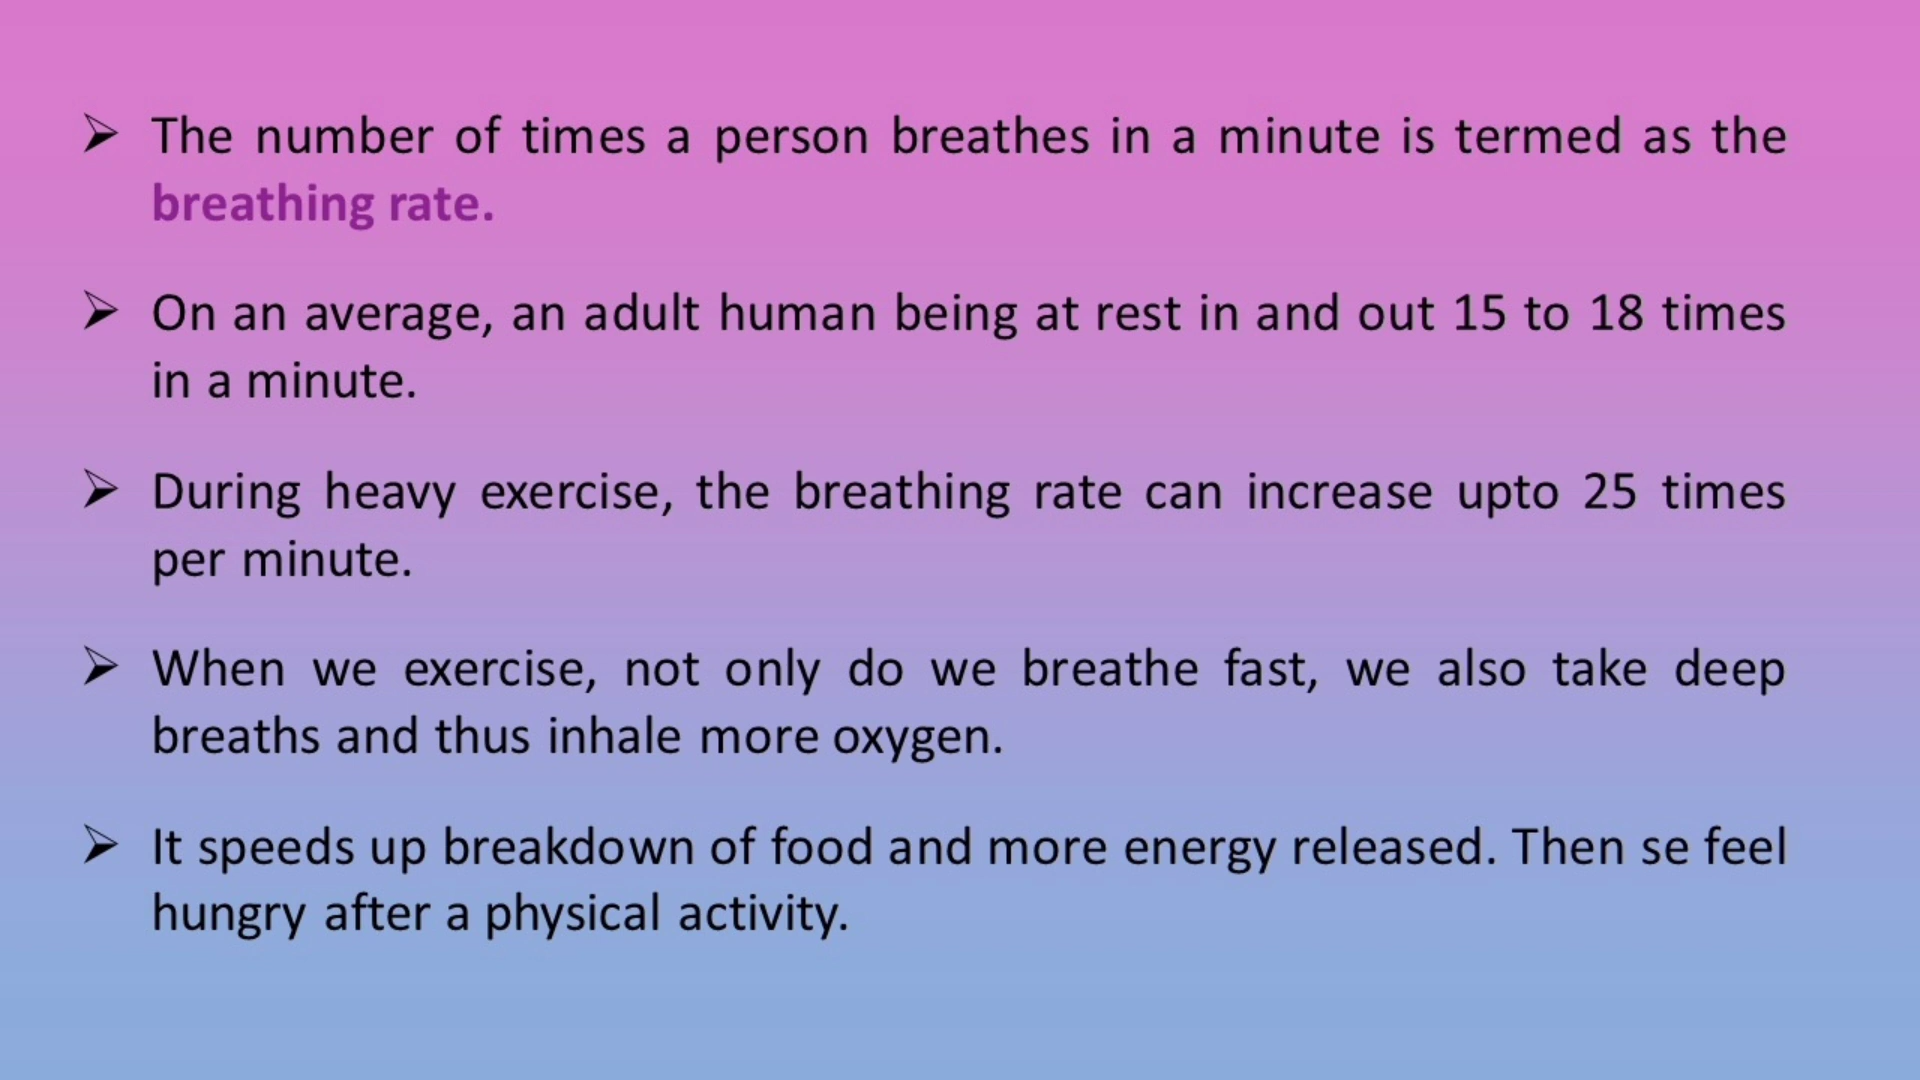 ➢ The number of times a person breathes in a minute is termed as the
breathing rate.
➢ On an average, an adult human being at rest in and out 15 to 18 times
in a minute.
➢ During heavy exercise, the breathing rate can increase upto 25 times
per minute.
➢ When we exercise, not only do we breathe fast, we also take deep
breaths and thus inhale more oxygen.
➢ It speeds up breakdown of food and more energy released. Then se feel
hungry after a physical activity.